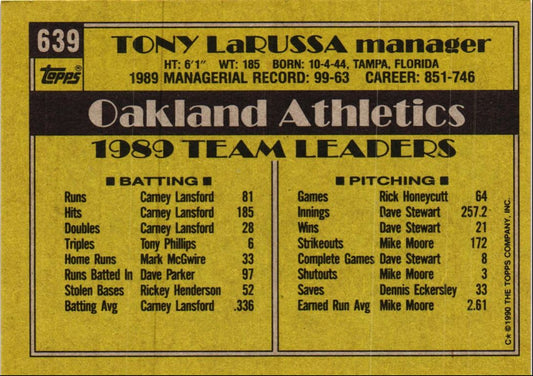 639
TOPPS®
TONY LaRUSSA manager
HT: 6'1" WT: 185 BORN: 10-4-44, TAMPA, FLORIDA
1989 MANAGERIAL RECORD: 99-63 CAREER: 851-746
Oakland Athletics
1989 TEAM LEADERS
■ BATTING ■
Runs Carney Lansford 81
Hits Carney Lansford 185
Doubles Carney Lansford 28
Triples Tony Phillips 6
Home Runs Mark McGwire 33
Runs Batted In Dave Parker 97
Stolen Bases Rickey Henderson 52
Batting Avg Carney Lansford .336
■ PITCHING ■
Games Rick Honeycutt 64
Innings Dave Stewart 257.2
Wins Dave Stewart 21
Strikeouts Mike Moore 172
Complete Games Dave Stewart 8
Shutouts Mike Moore 3
Saves Dennis Eckersley 33
Earned Run Avg Mike Moore 2.61
C★ © 1990 THE TOPPS COMPANY, INC.